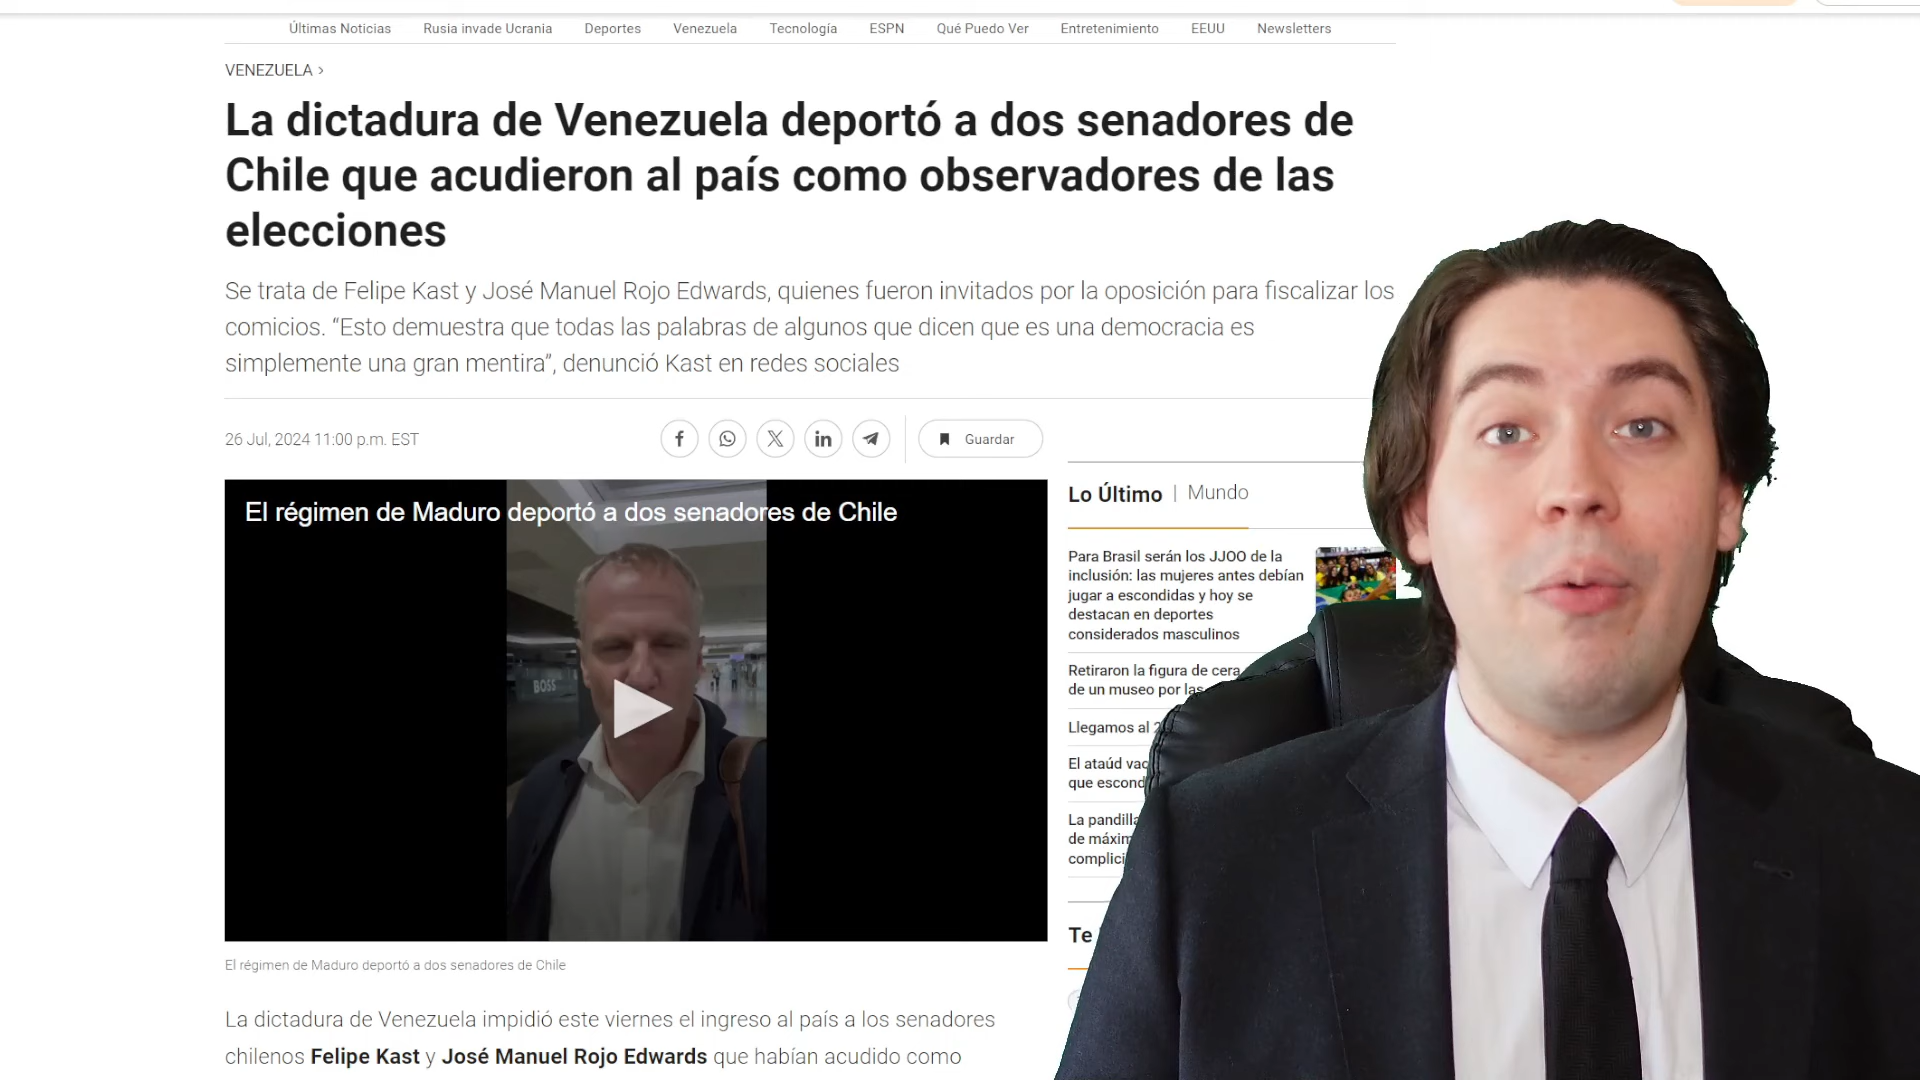 Últimas Noticias Rusia invade Ucrania Deportes Venezuela Tecnología ESPN Qué Puedo Ver Entretenimiento EEUU Newsletters
VENEZUELA >
La dictadura de Venezuela deportó a dos senadores de
Chile que acudieron al país como observadores de las
elecciones
Se trata de Felipe Kast y José Manuel Rojo Edwards, quienes fueron invitados por la oposición para fiscalizar los
comicios. “Esto demuestra que todas las palabras de algunos que dicen que es una democracia es
simplemente una gran mentira”, denunció Kast en redes sociales
26 Jul, 2024 11:00 p.m. EST
Guardar
El régimen de Maduro deportó a dos senadores de Chile
BOSS
El régimen de Maduro deportó a dos senadores de Chile
La dictadura de Venezuela impidió este viernes el ingreso al país a los senadores
chilenos Felipe Kast y José Manuel Rojo Edwards que habían acudido como
Lo Último | Mundo
Para Brasil serán los JJOO de la
inclusión: las mujeres antes debían
jugar a escondidas y hoy se
destacan en deportes
considerados masculinos
Retiraron la figura de cera
de un museo por las
Llegamos al
El ataúd
que
La
de
Te